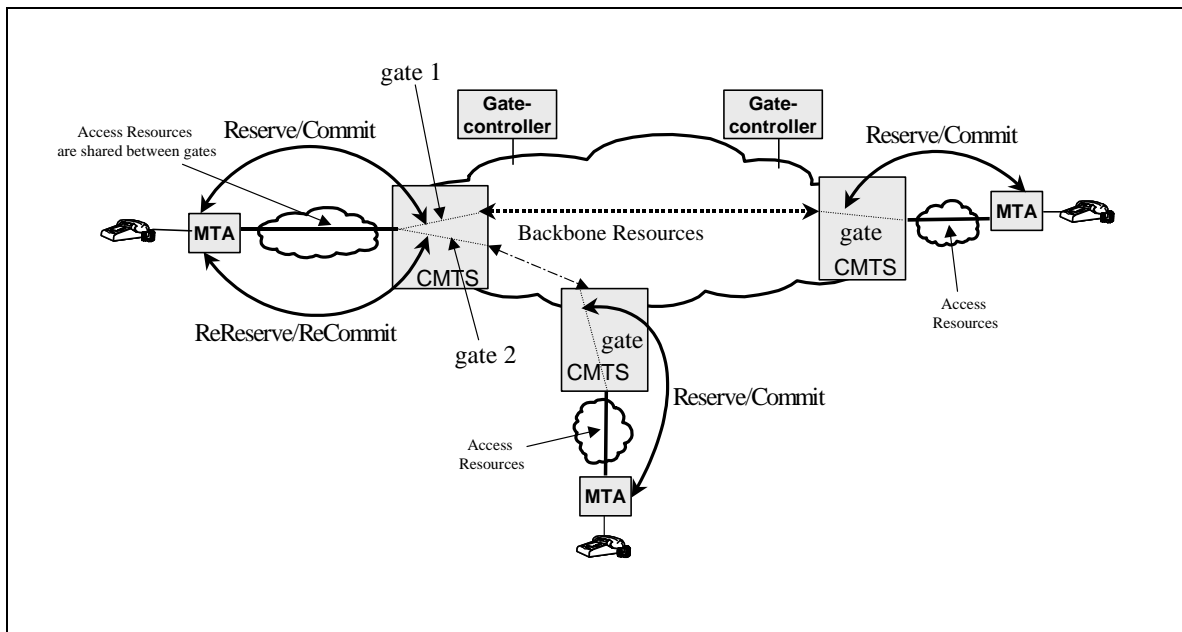 gate 1
Gate-
controller
Gate-
controller
Access Resources
are shared between gates
Reserve/Commit
Reserve/Commit
MTA
MTA
Backbone Resources
gate
CMTS
CMTS
Access
Resources
ReReserve/ReCommit
gate 2
gate
CMTS
Reserve/Commit
Access
Resources
MTA